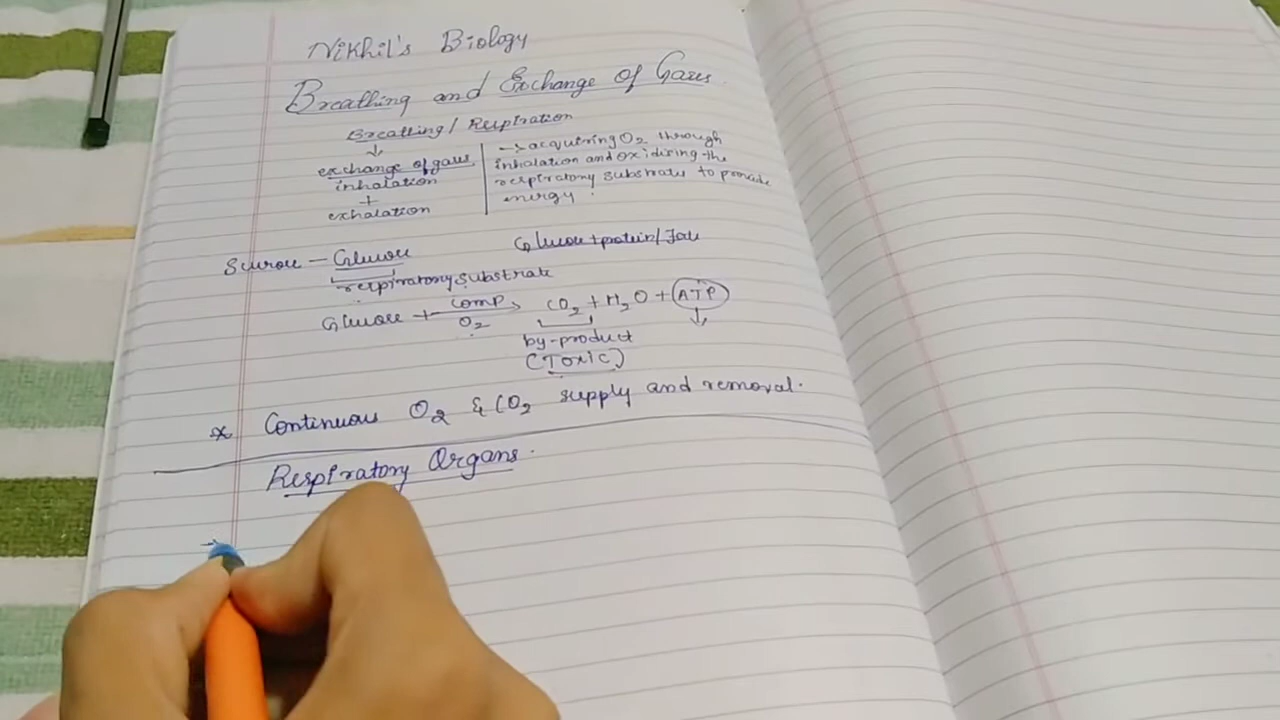 Nikhil's Biology
Breathing and Exchange of Gases.
Breathing / Respiration
↓
exchange of gases
inhalation
+
exhalation
→ acquiring O2 through
inhalation and oxidizing the
respiratory substrate to provide
energy.
Source – Glucose
Glucose + protein/fats
respiratory substrate
Glucose + comp O2 → CO2 + H2O + ATP
↓
by-product
(Toxic)
* Continuous O2 & CO2 supply and removal.
Respiratory Organs.
→